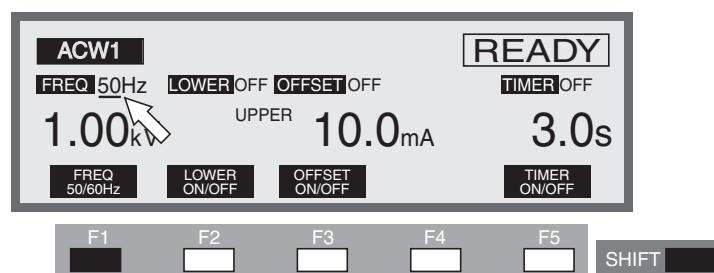 ACW1 READY
FREQ 50Hz LOWER OFF OFFSET OFF TIMER OFF
1.00kV UPPER 10.0mA 3.0s
FREQ 50/60Hz LOWER ON/OFF OFFSET ON/OFF TIMER ON/OFF
F1 F2 F3 F4 F5
SHIFT